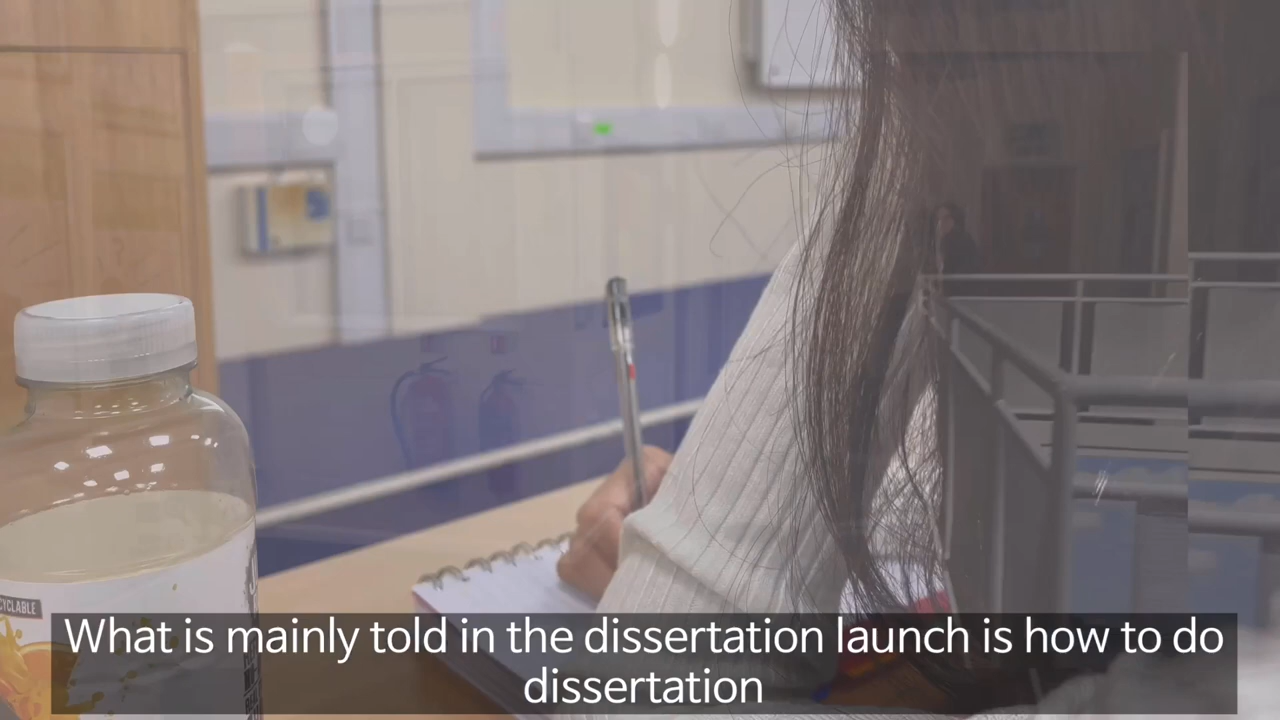 CYCLABLE
What is mainly told in the dissertation launch is how to do
dissertation